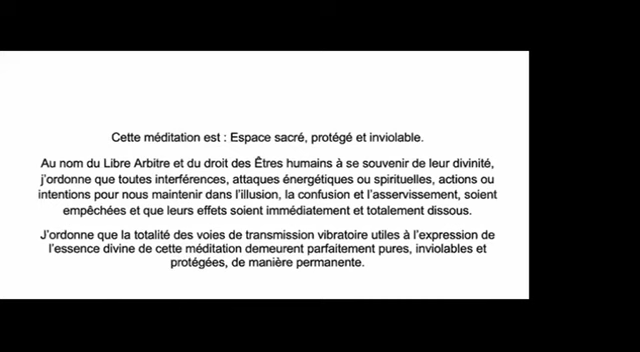 Cette méditation est : Espace sacré, protégé et inviolable.
Au nom du Libre Arbitre et du droit des Êtres humains à se souvenir de leur divinité,
j'ordonne que toutes interférences, attaques énergétiques ou spirituelles, actions ou
intentions pour nous maintenir dans l'illusion, la confusion et l'asservissement, soient
empêchées et que leurs effets soient immédiatement et totalement dissous.
J'ordonne que la totalité des voies de transmission vibratoire utiles à l'expression de
l'essence divine de cette méditation demeurent parfaitement pures, inviolables et
protégées, de manière permanente.